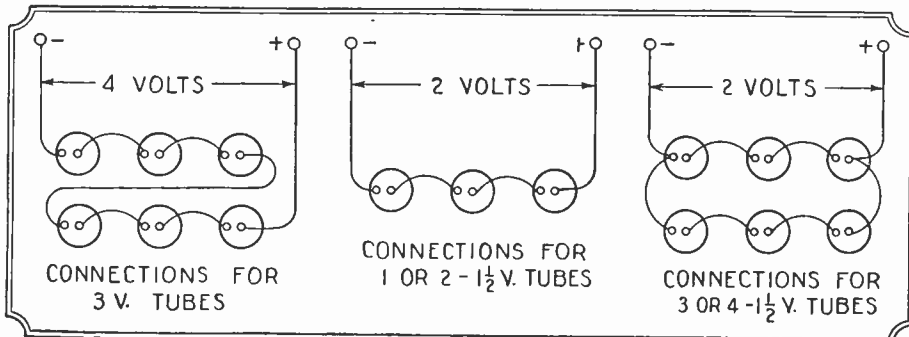 - +
4 VOLTS
CONNECTIONS FOR
3 V. TUBES
- +
2 VOLTS
CONNECTIONS FOR
1 OR 2 - 1½ V. TUBES
- +
2 VOLTS
CONNECTIONS FOR
3 OR 4 - 1½ V. TUBES